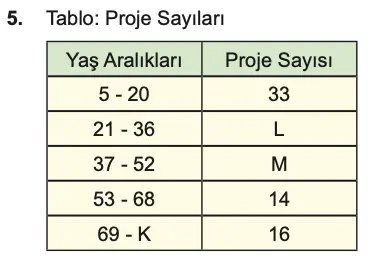 5. Tablo: Proje Sayıları
Yaş Aralıkları Proje Sayısı
5 - 20 33
21 - 36 L
37 - 52 M
53 - 68 14
69 - K 16